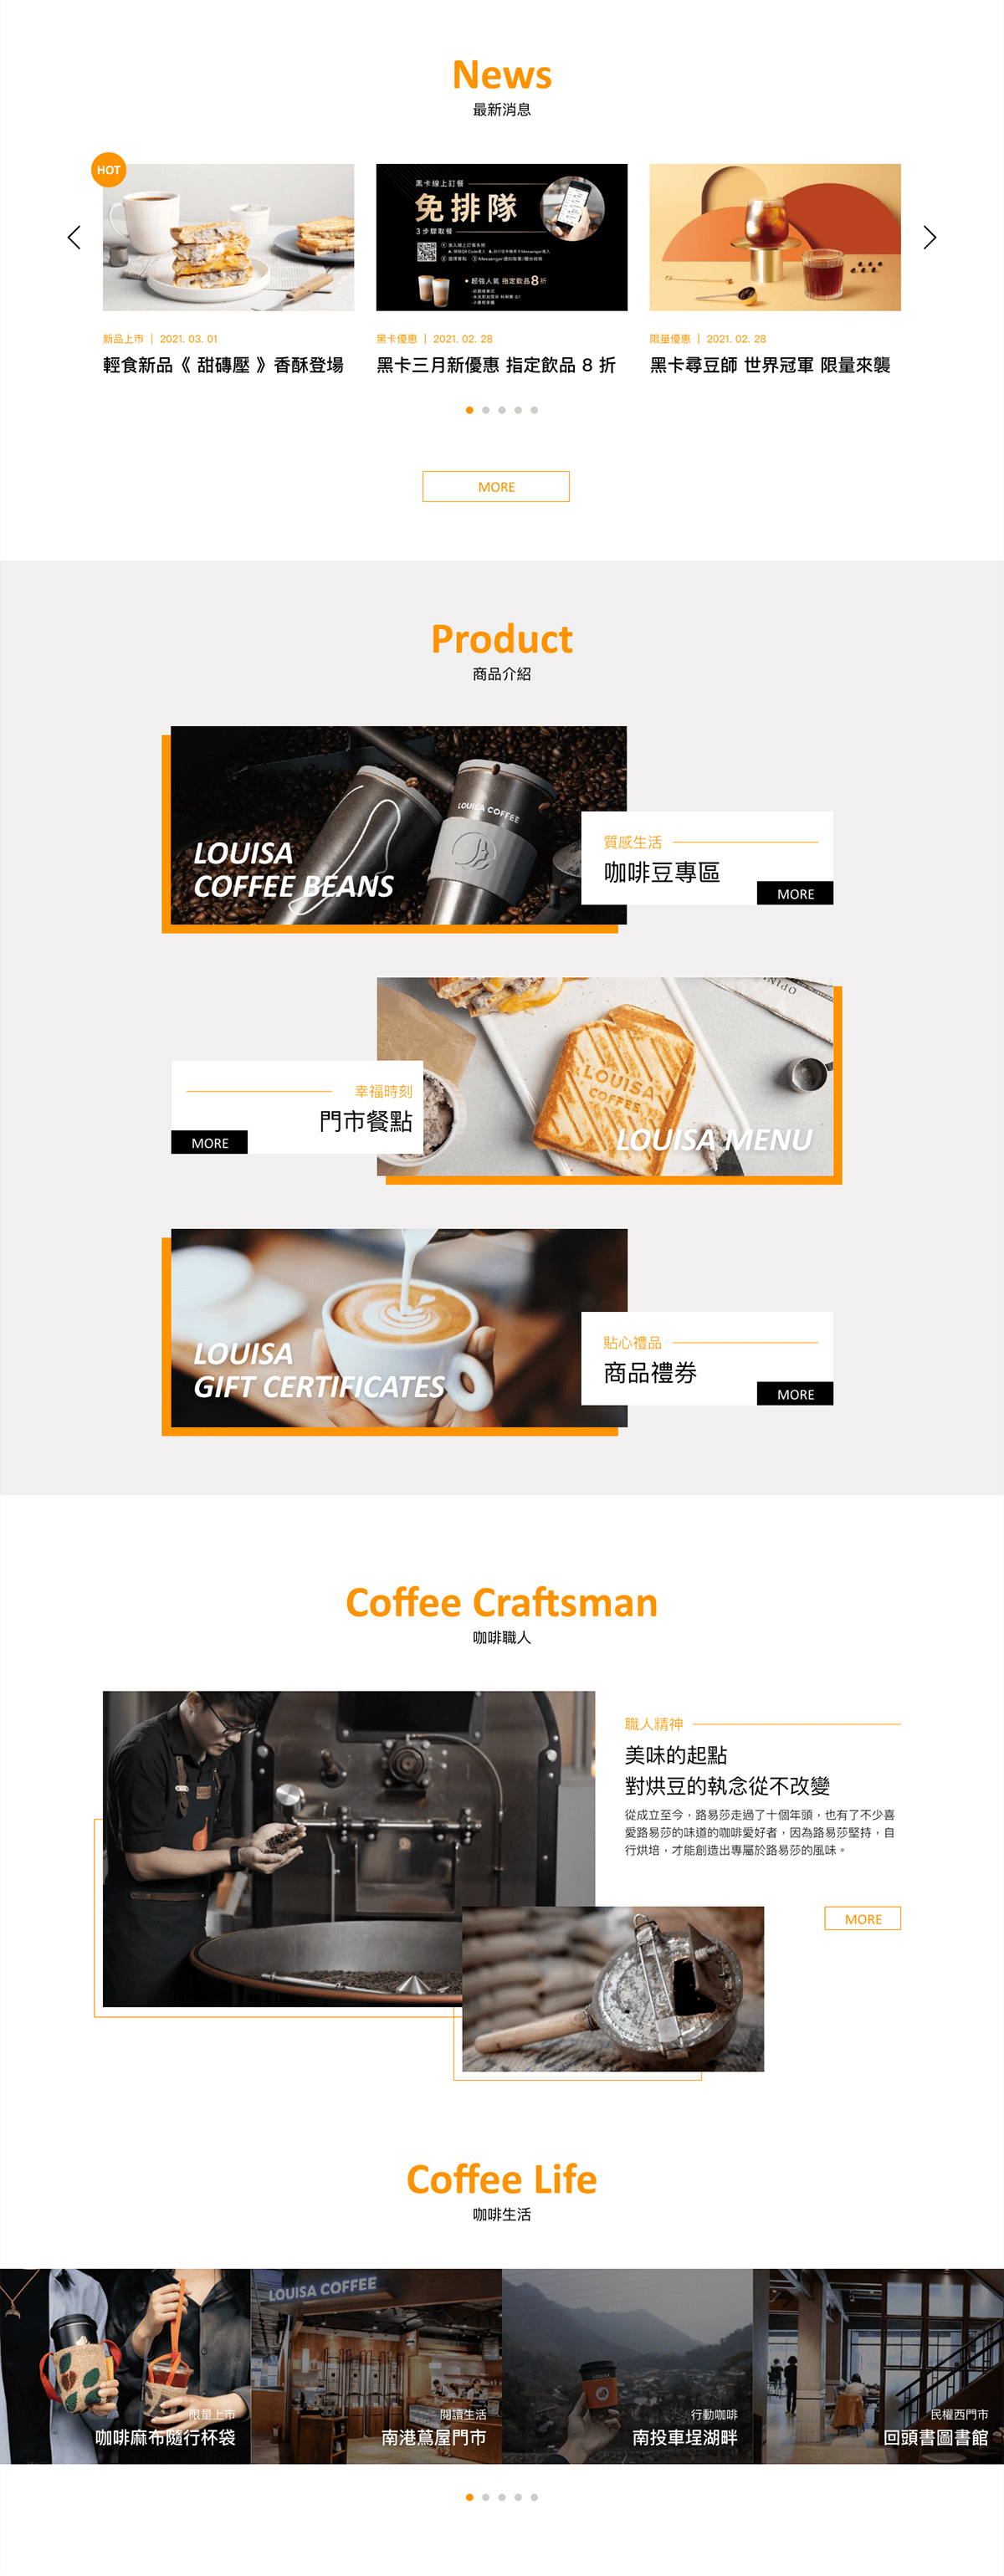 News
最新消息
HOT
黑卡線上訂餐
免排隊
3 步驟取餐
超強人氣 指定飲品8折
新品上市 | 2021. 03. 01
輕食新品《 甜磚壓 》香酥登場
黑卡優惠 | 2021. 02. 28
黑卡三月新優惠 指定飲品 8 折
限量優惠 | 2021. 02. 28
黑卡尋豆師 世界冠軍 限量來襲
MORE
Product
商品介紹
LOUISA COFFEE
LOUISA
COFFEE BEANS
質感生活
咖啡豆專區
MORE
LOUISA
COFFEE
LOUISA MENU
幸福時刻
門市餐點
MORE
LOUISA
GIFT CERTIFICATES
貼心禮品
商品禮券
MORE
Coffee Craftsman
咖啡職人
職人精神
美味的起點
對烘豆的執念從不改變
從成立至今，路易莎走過了十個年頭，也有了不少喜
愛路易莎的味道的咖啡愛好者，因為路易莎堅持，自
行烘培，才能創造出專屬於路易莎的風味。
MORE
Coffee Life
咖啡生活
限量上市
咖啡麻布隨行杯袋
LOUISA COFFEE
閱讀生活
南港蔦屋門市
LOUISA
行動咖啡
南投車埕湖畔
民權西門市
回頭書圖書館